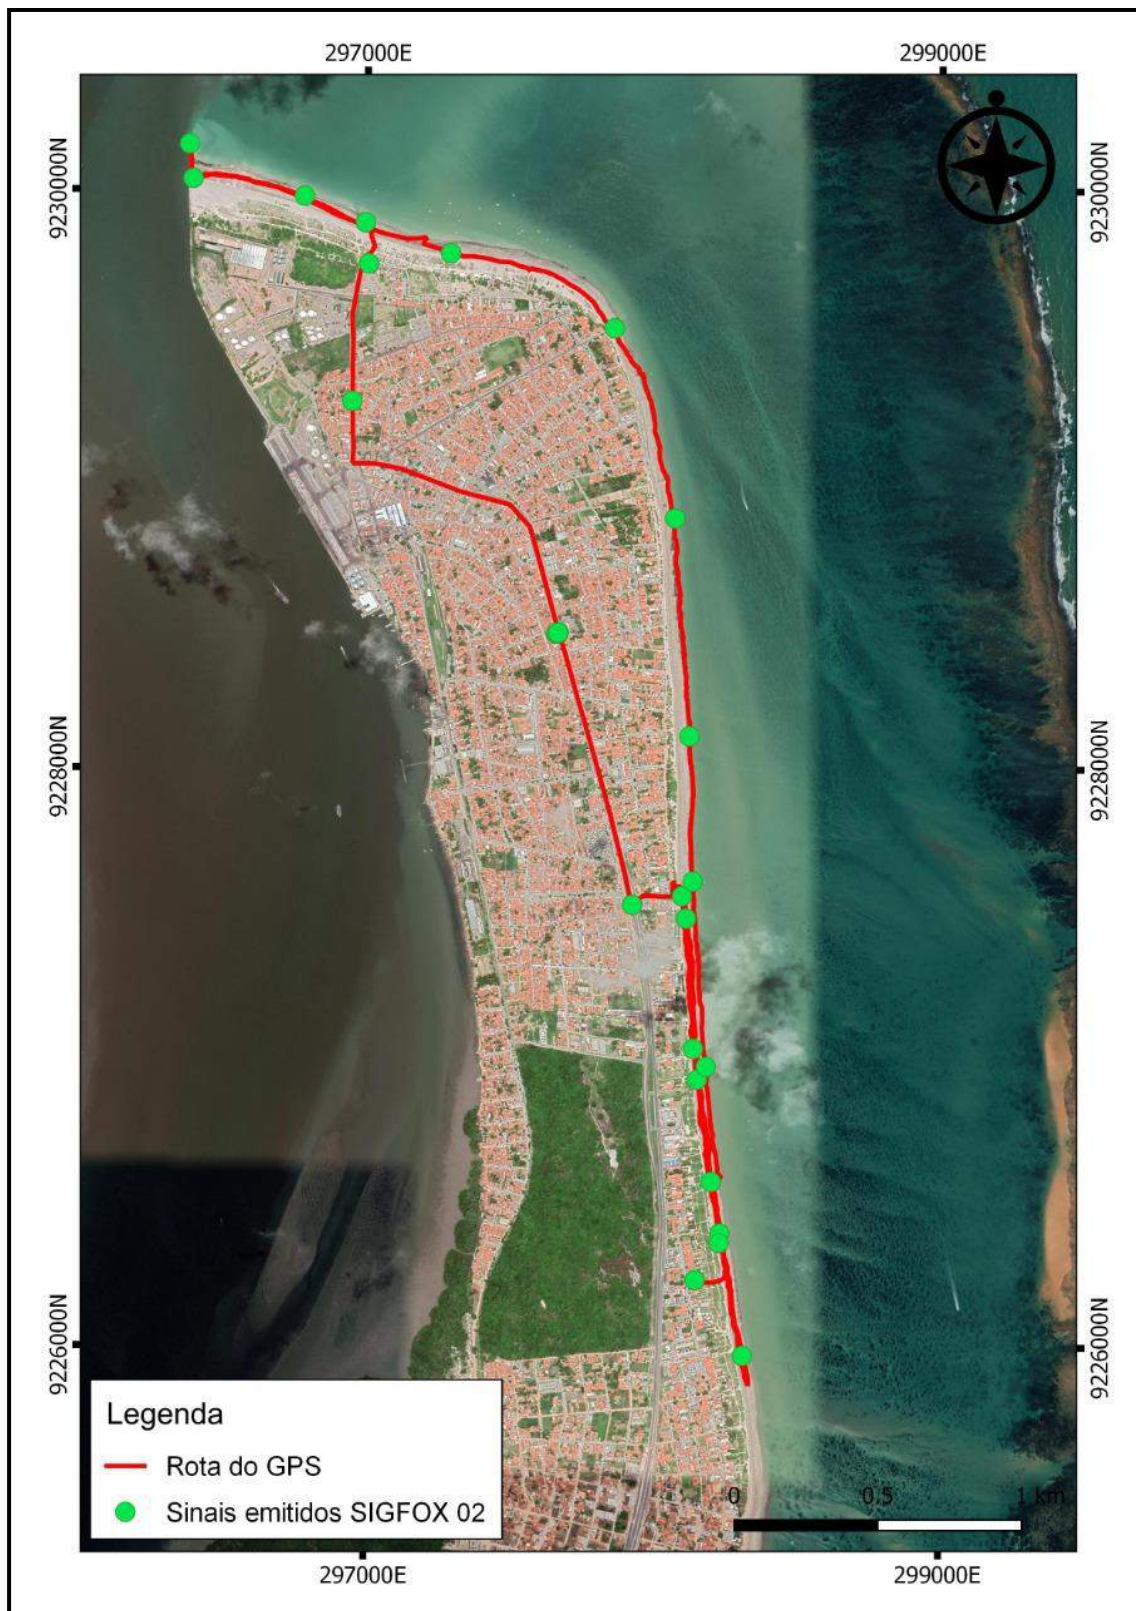 297000E 299000E
9230000N 9230000N
9228000N 9228000N
9226000N 9226000N
Legenda
Rota do GPS
Sinais emitidos SIGFOX 02
0 0.5 1 km
297000E 299000E